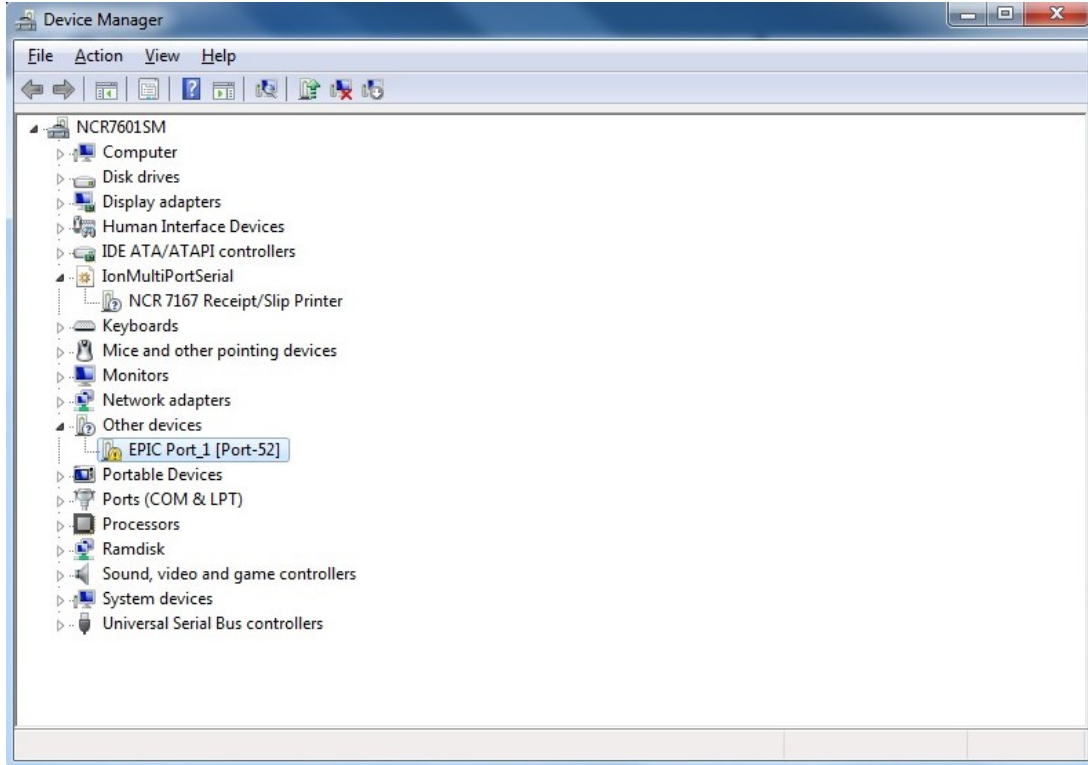 Device Manager
File Action View Help
NCR7601SM
Computer
Disk drives
Display adapters
Human Interface Devices
IDE ATA/ATAPI controllers
IonMultiPortSerial
NCR 7167 Receipt/Slip Printer
Keyboards
Mice and other pointing devices
Monitors
Network adapters
Other devices
EPIC Port_1 [Port-52]
Portable Devices
Ports (COM & LPT)
Processors
Ramdisk
Sound, video and game controllers
System devices
Universal Serial Bus controllers